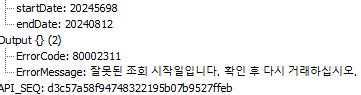 startDate: 20245698
endDate: 20240812
Output {} (2)
ErrorCode: 80002311
ErrorMessage: 잘못된 조회 시작일입니다. 확인 후 다시 거래하십시오.
API_SEQ: d3c57a58f94748322195b07b9527ffeb